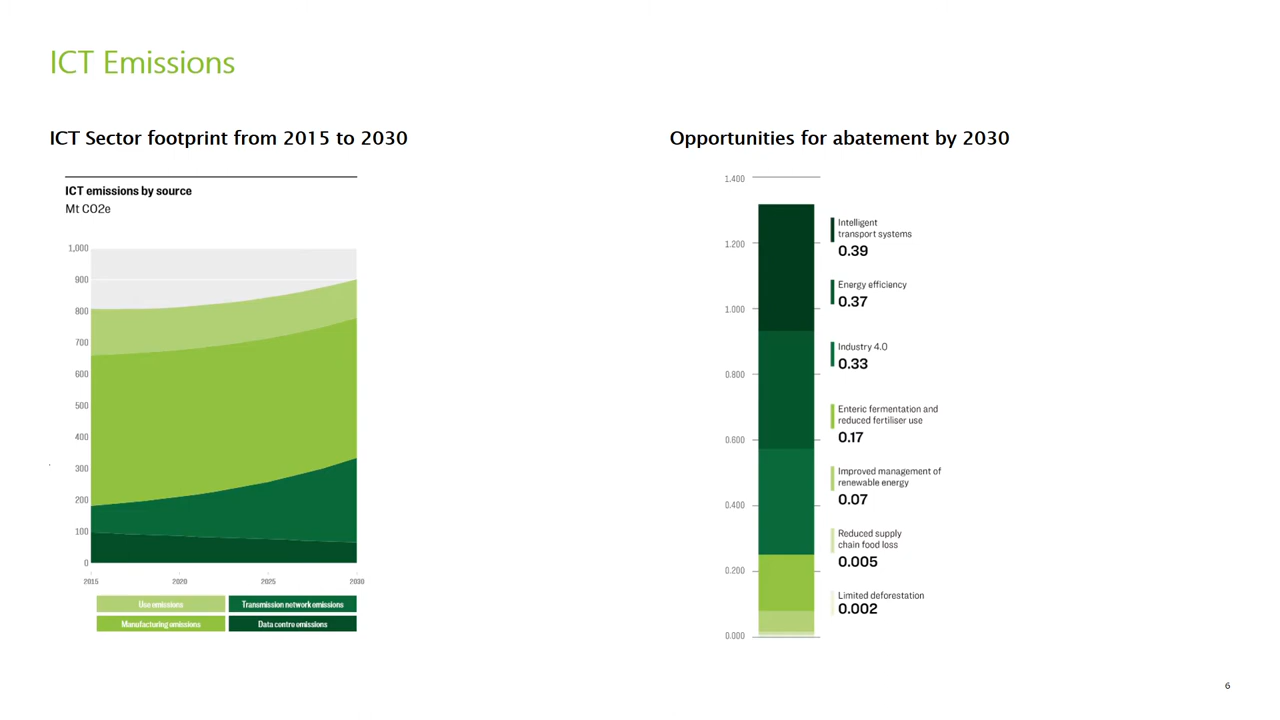 ICT Emissions
ICT Sector footprint from 2015 to 2030
ICT emissions by source
Mt CO2e
1,000
900
800
700
600
500
400
300
200
100
0
2015
2020
2025
2030
Use emissions
Transmission network emissions
Manufacturing emissions
Data centre emissions
Opportunities for abatement by 2030
1.400
1.200
1.000
0.800
0.600
0.400
0.200
0.000
Intelligent
transport systems
0.39
Energy efficiency
0.37
Industry 4.0
0.33
Enteric fermentation and
reduced fertiliser use
0.17
Improved management of
renewable energy
0.07
Reduced supply
chain food loss
0.005
Limited deforestation
0.002
6